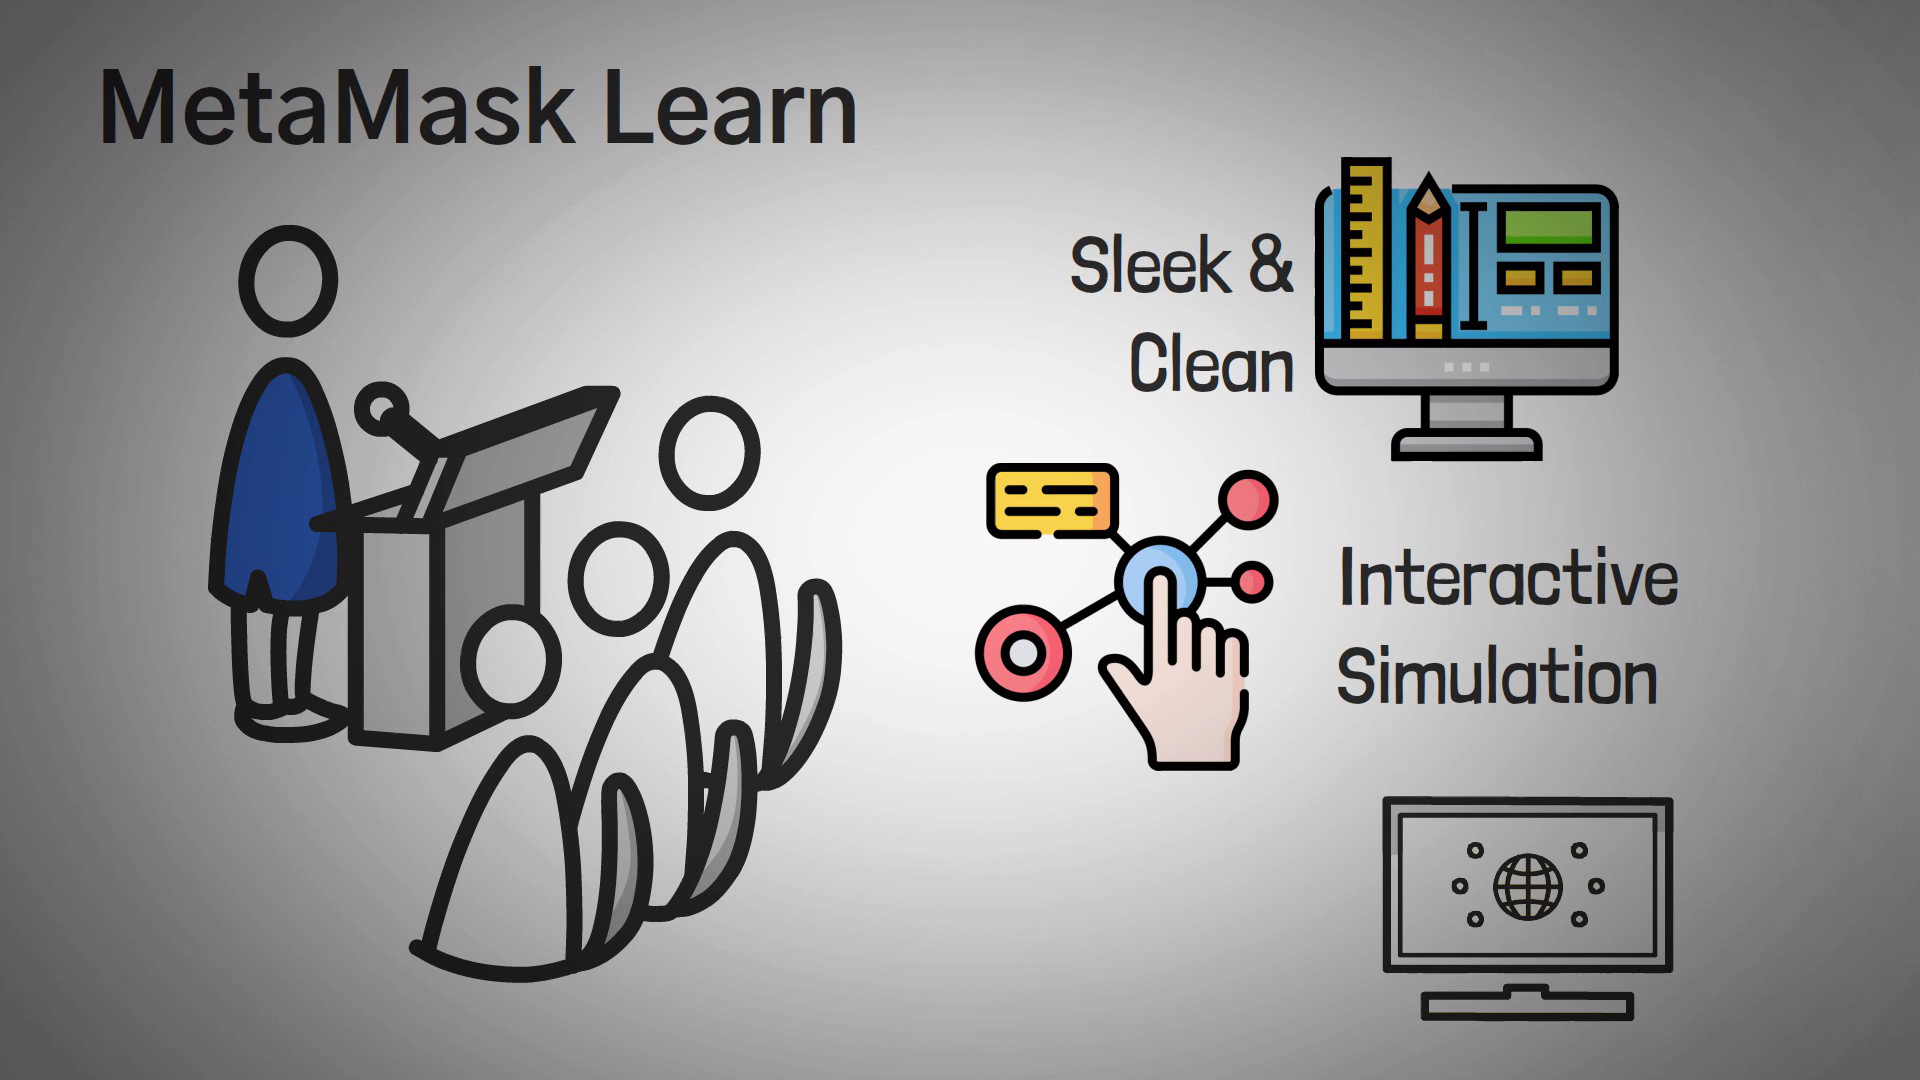 MetaMask Learn
Sleek &
Clean
Interactive
Simulation